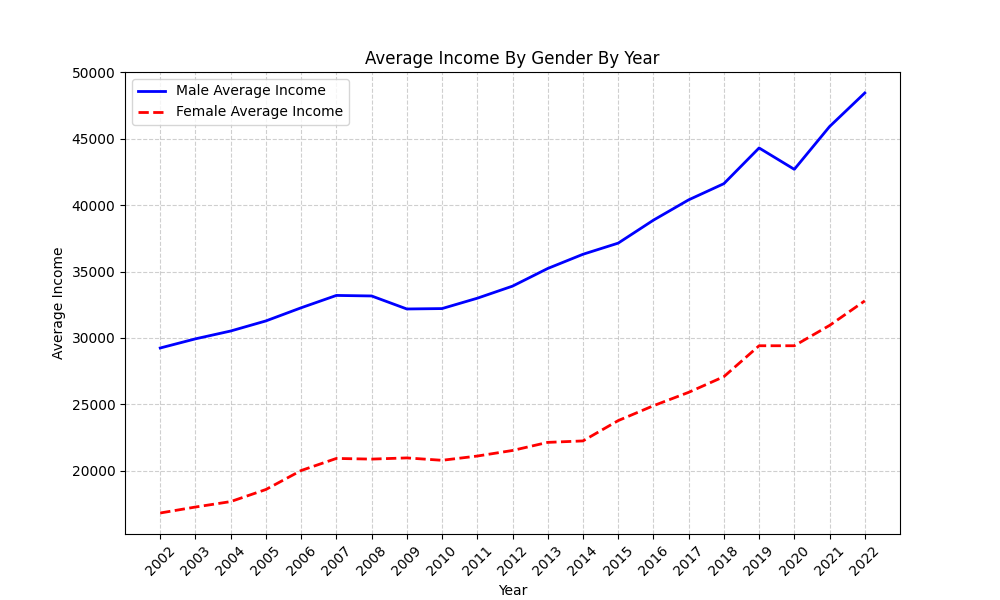 Average Income By Gender By Year
50000
Male Average Income
Female Average Income
45000
40000
35000
30000
25000
20000
Average Income
2002 2003 2004 2005 2006 2007 2008 2009 2010 2011 2012 2013 2014 2015 2016 2017 2018 2019 2020 2021 2022
Year